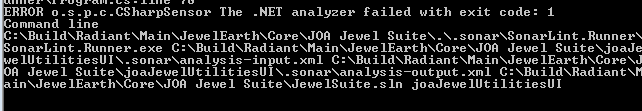 unner\Program.cs:line 76
ERROR o.s.p.c.CSharpSensor The .NET analyzer failed with exit code: 1
Command line
C:\Build\Radiant\Main\JewelEarth\Core\JOA Jewel Suite\.\.sonar\SonarLint.Runner\
SonarLint.Runner.exe C:\Build\Radiant\Main\JewelEarth\Core\JOA Jewel Suite\joaJe
welUtilitiesUI\.sonar\analysis-input.xml C:\Build\Radiant\Main\JewelEarth\Core\J
OA Jewel Suite\joaJewelUtilitiesUI\.sonar\analysis-output.xml C:\Build\Radiant\M
ain\JewelEarth\Core\JOA Jewel Suite\JewelSuite.sln joaJewelUtilitiesUI